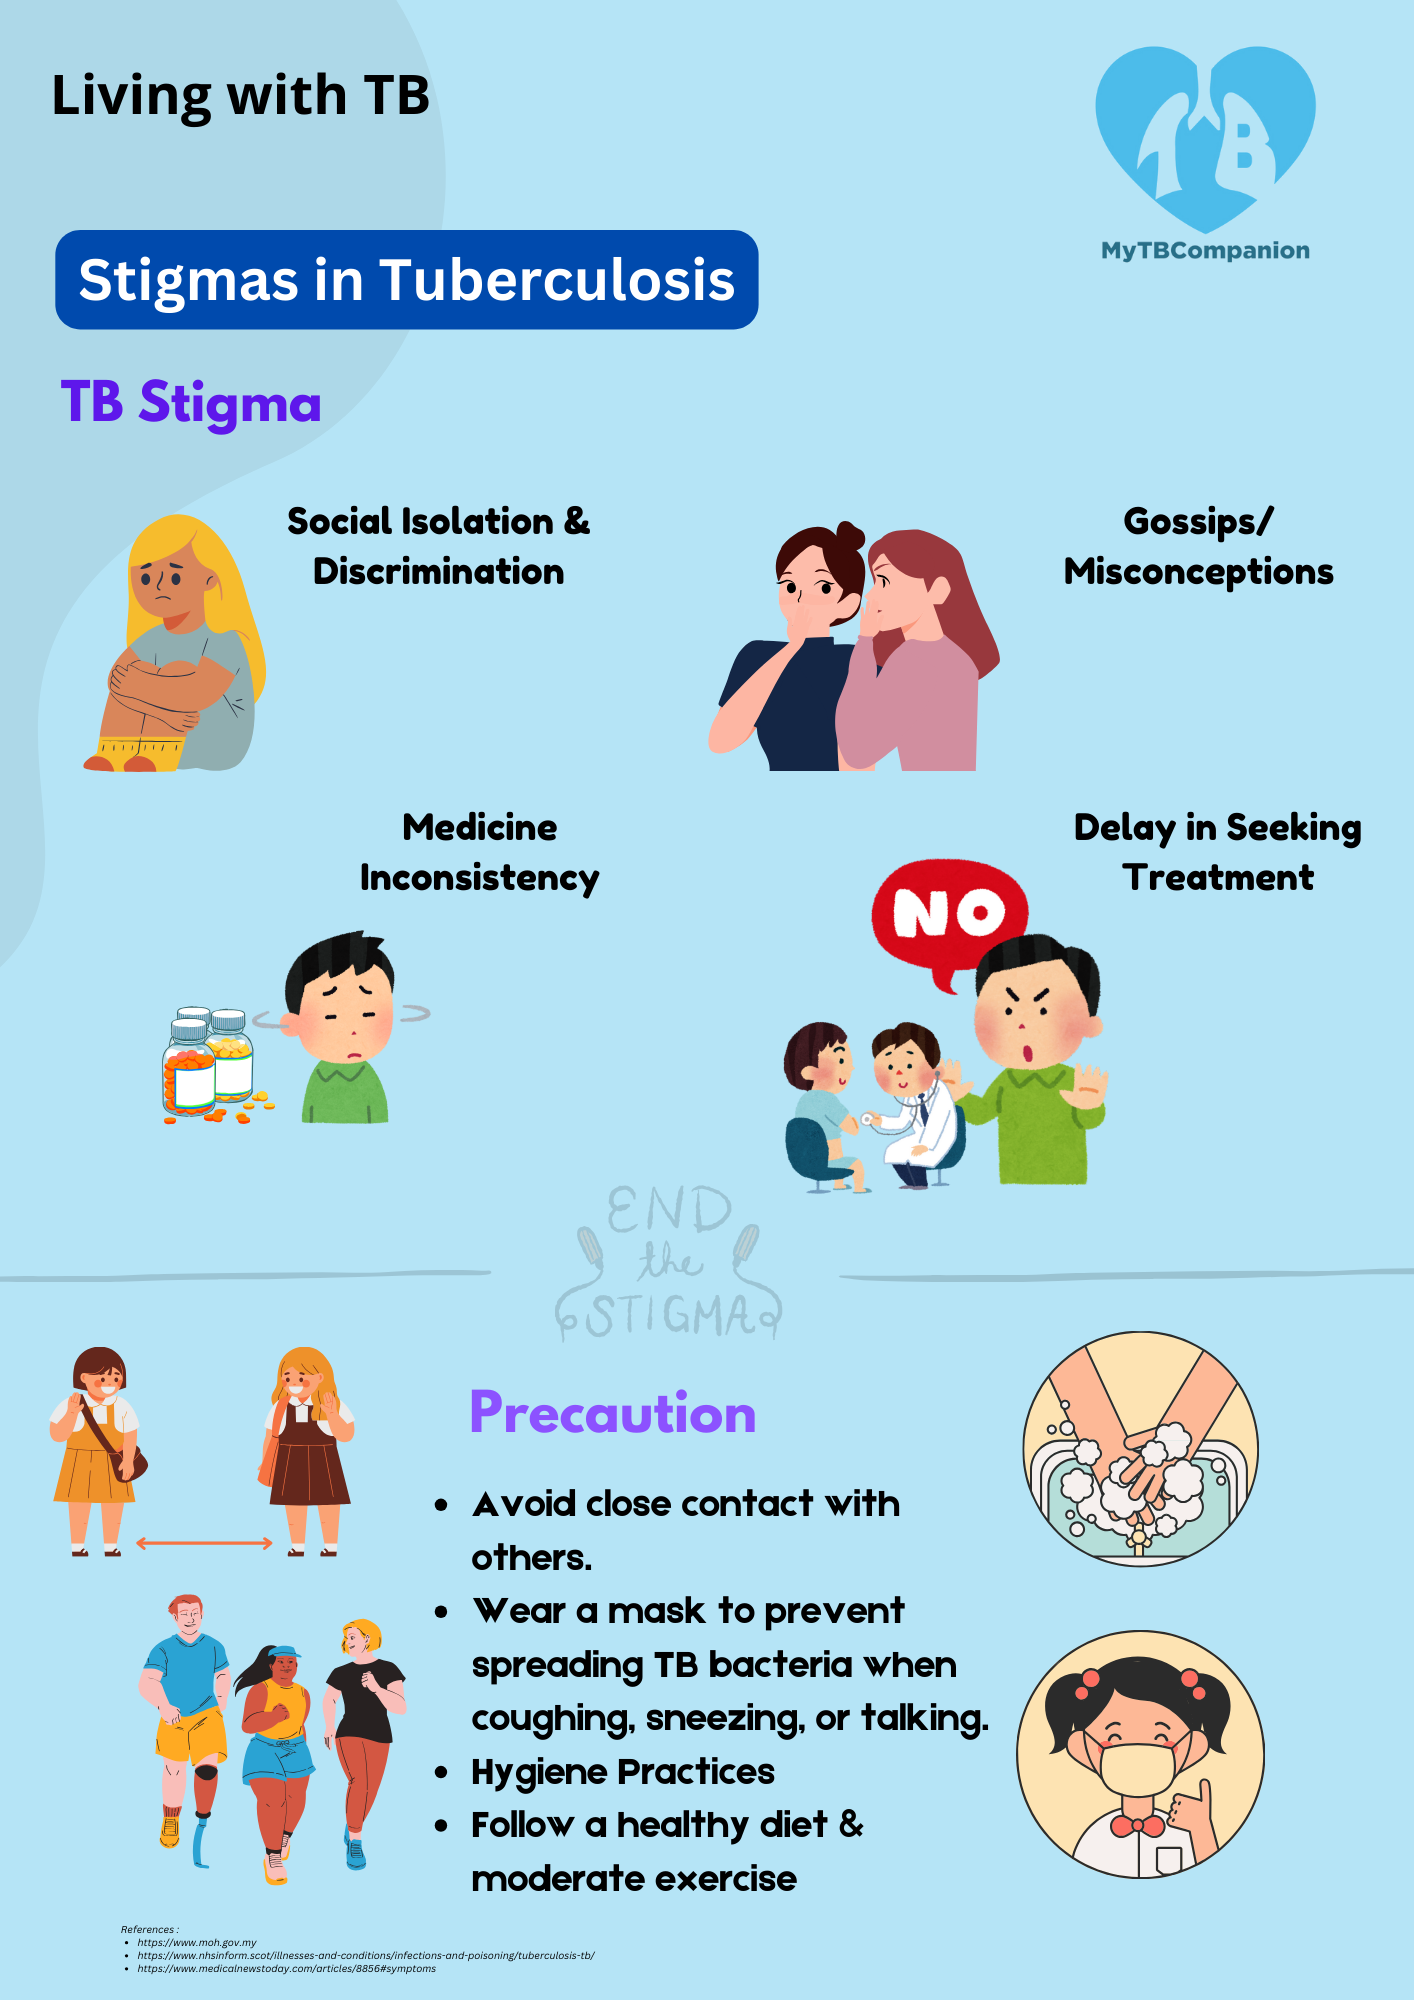 Living with TB
TB
MyTBCompanion
Stigmas in Tuberculosis
TB Stigma
Social Isolation &
Discrimination
Gossips/
Misconceptions
Medicine
Inconsistency
Delay in Seeking
Treatment
NO
END
the
STIGMA
Precaution
• Avoid close contact with
others.
• Wear a mask to prevent
spreading TB bacteria when
coughing, sneezing, or talking.
• Hygiene Practices
• Follow a healthy diet &
moderate exercise
References :
• https://www.moh.gov.my
• https://www.nhsinform.scot/illnesses-and-conditions/infections-and-poisoning/tuberculosis-tb/
• https://www.medicalnewstoday.com/articles/8856#symptoms